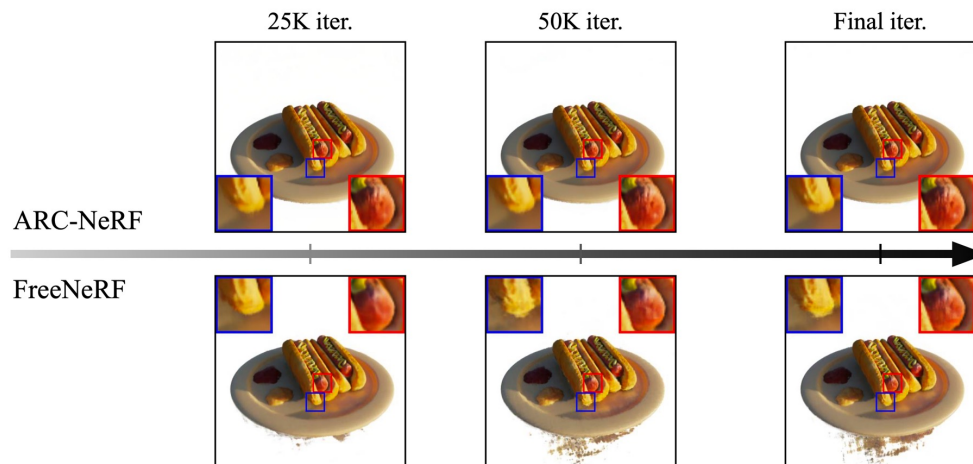 25K iter.
50K iter.
Final iter.
ARC-NeRF
FreeNeRF